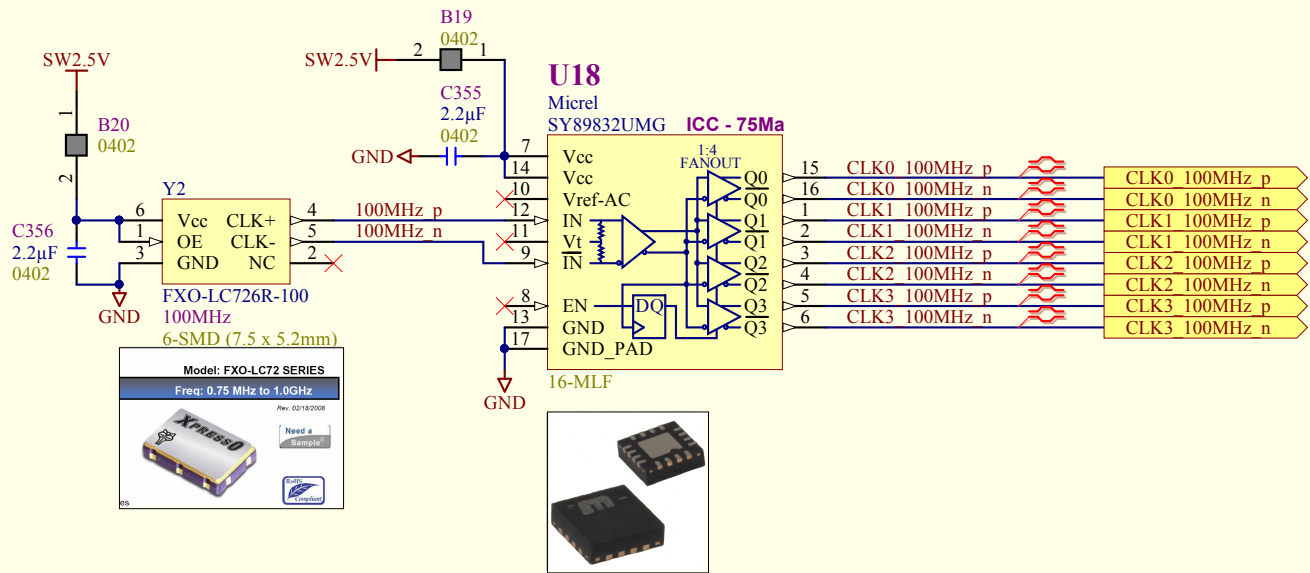 B19
0402
SW2.5V
2
1
SW2.5V
C355
2.2µF
0402
GND
1
B20
0402
2
U18
Micrel
SY89832UMG
ICC - 75Ma
7 Vcc
14 Vcc
10 Vref-AC
12 IN
11 Vt
9 IN
8 EN
13 GND
17 GND_PAD
16-MLF
GND
1:4
FANOUT
DQ
Q0 15 CLK0_100MHz_p CLK0_100MHz_p
Q0 16 CLK0_100MHz_n CLK0_100MHz_n
Q1 1 CLK1_100MHz_p CLK1_100MHz_p
Q1 2 CLK1_100MHz_n CLK1_100MHz_n
Q2 3 CLK2_100MHz_p CLK2_100MHz_p
Q2 4 CLK2_100MHz_n CLK2_100MHz_n
Q3 5 CLK3_100MHz_p CLK3_100MHz_p
Q3 6 CLK3_100MHz_n CLK3_100MHz_n
C356
2.2µF
0402
Y2
6 Vcc CLK+ 4 100MHz_p
1 OE CLK- 5 100MHz_n
3 GND NC 2
GND
FXO-LC726R-100
100MHz
6-SMD (7.5 x 5.2mm)
Model: FXO-LC72 SERIES
Freq: 0.75 MHz to 1.0GHz
Rev. 02/18/2008
XPRESSO
Need a
Sample
RoHS
Compliant
es